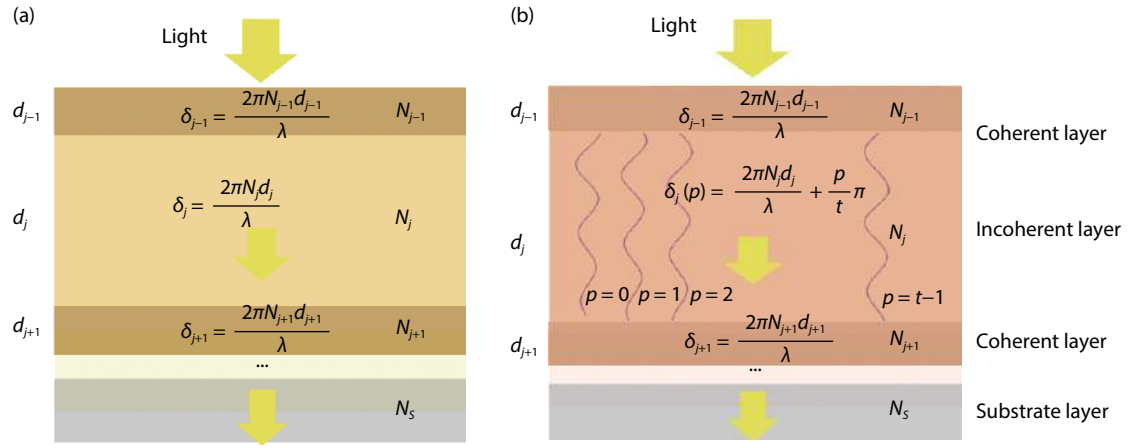 (a)
Light
d_{j−1}
δ_{j−1} = 2πN_{j−1}d_{j−1} / λ
N_{j−1}
d_j
δ_j = 2πN_jd_j / λ
N_j
d_{j+1}
δ_{j+1} = 2πN_{j+1}d_{j+1} / λ
N_{j+1}
...
N_S
(b)
Light
d_{j−1}
δ_{j−1} = 2πN_{j−1}d_{j−1} / λ
N_{j−1}
Coherent layer
δ_j (p) = 2πN_jd_j / λ + p / t π
d_j
N_j
Incoherent layer
p = 0
p = 1
p = 2
p = t−1
d_{j+1}
δ_{j+1} = 2πN_{j+1}d_{j+1} / λ
N_{j+1}
Coherent layer
...
N_S
Substrate layer